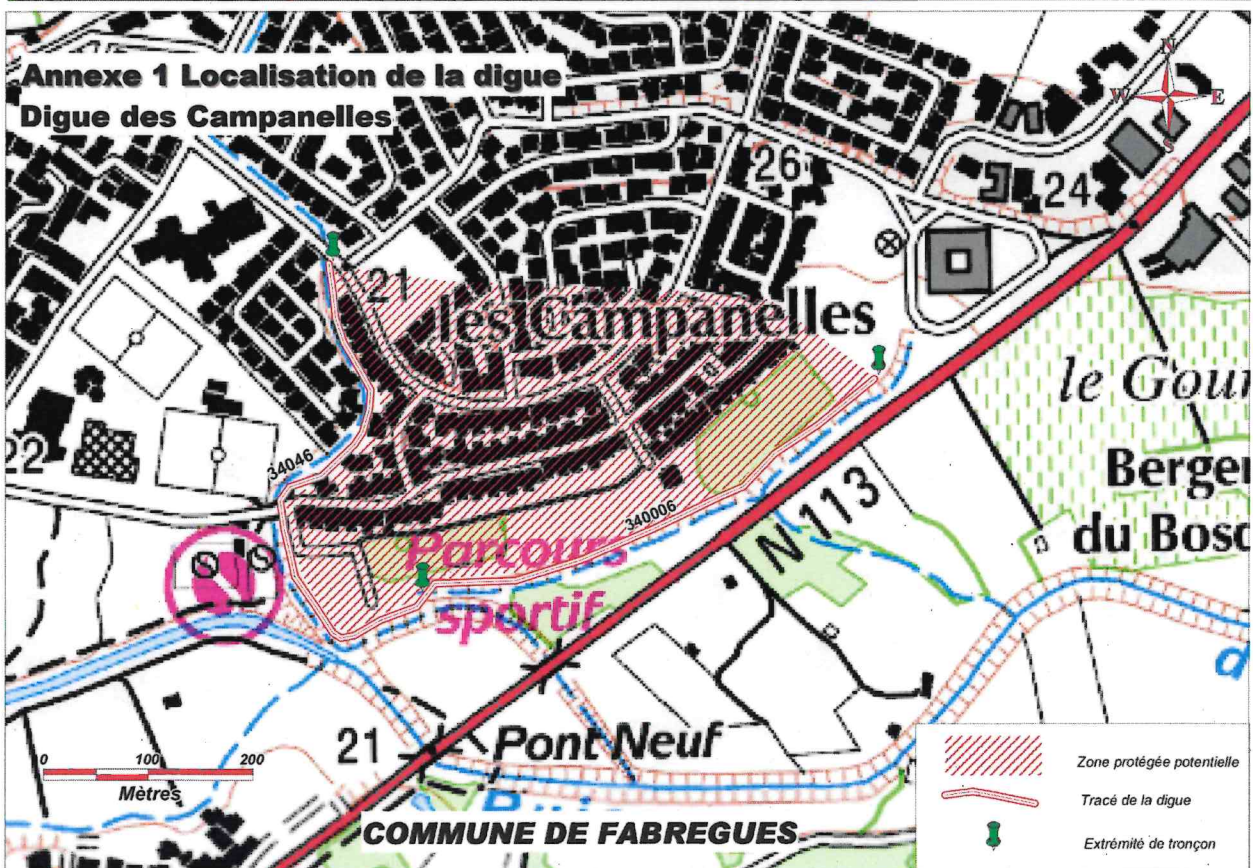 Annexe 1 Localisation de la digue
Digue des Campanelles
N
W E
S
26
24
21
les Campanelles
le Gour
22
34046
Berger
340006
N 113
du Bosc
S S
Parcours
sportif
21
Pont Neuf
d
0 100 200
Mètres
Zone protégée potentielle
Tracé de la digue
COMMUNE DE FABREGUES
Extrémité de tronçon